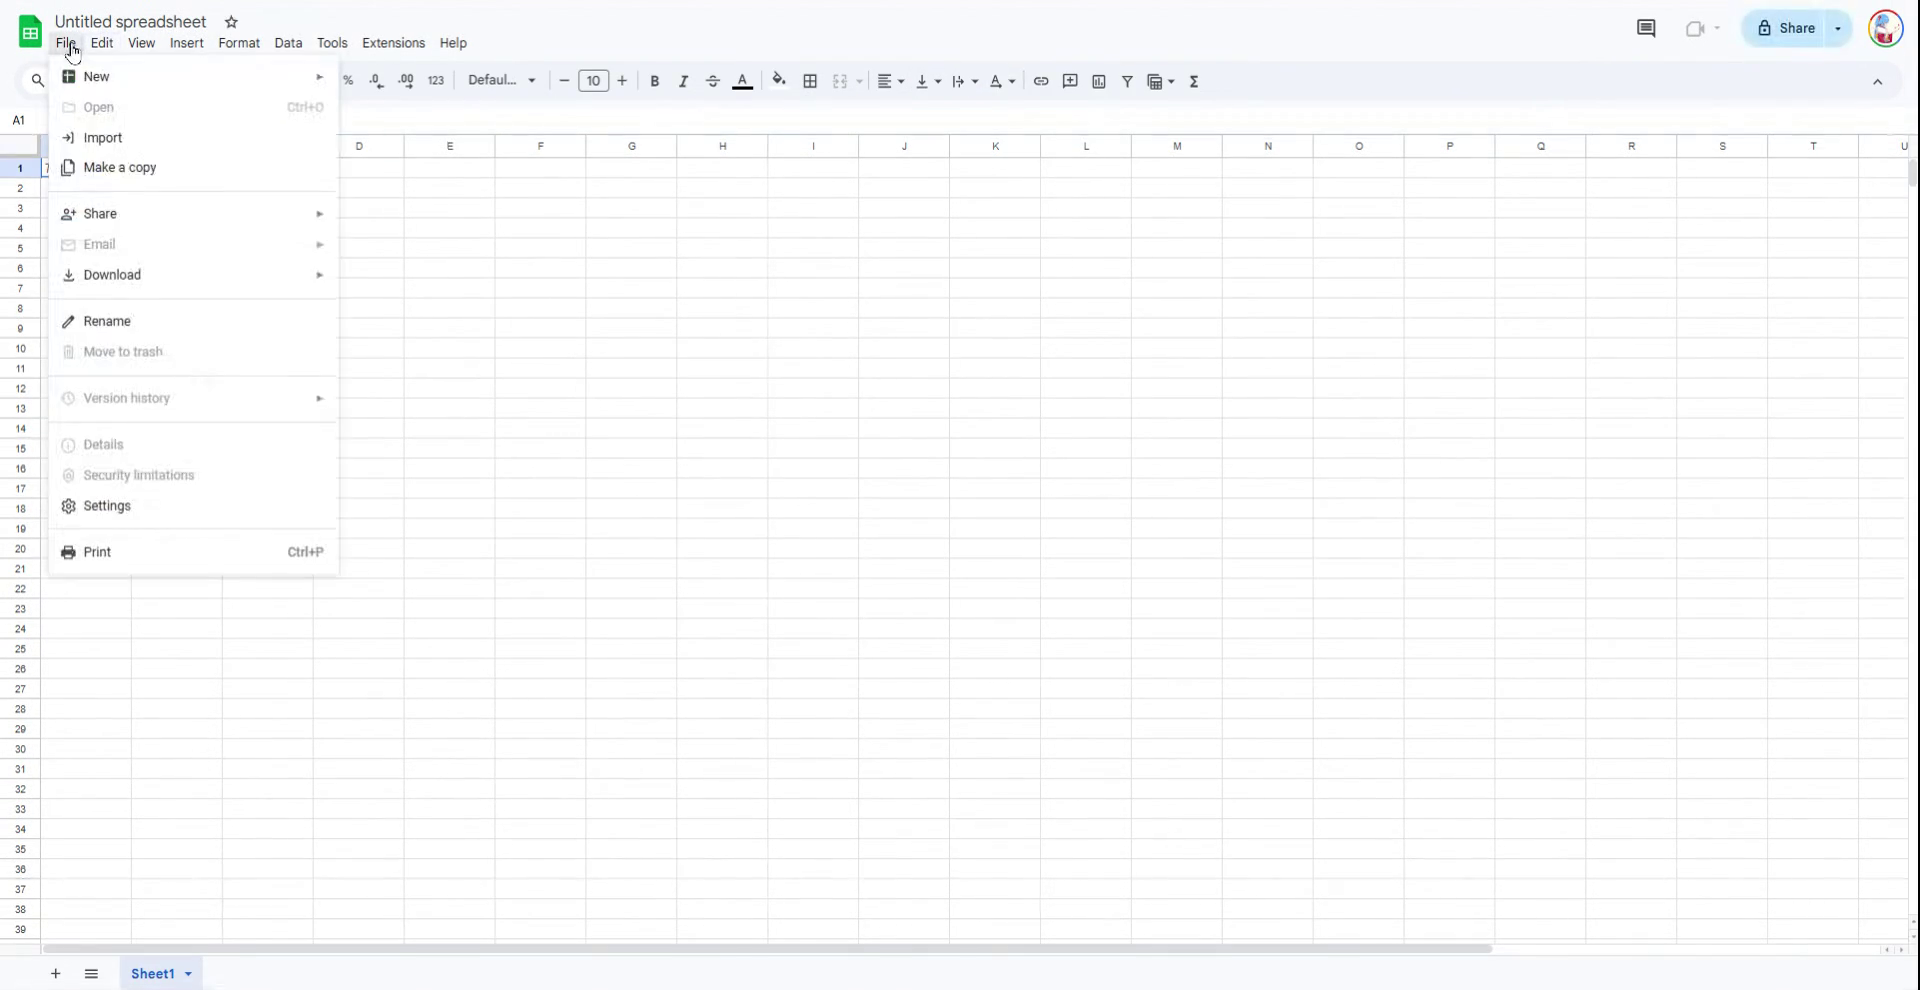 Untitled spreadsheet
File Edit View Insert Format Data Tools Extensions Help
Share
New
Open Ctrl+O
Import
Make a copy
Share
Email
Download
Rename
Move to trash
Version history
Details
Security limitations
Settings
Print Ctrl+P
% .0 .00 123 Defaul... 10 B I A
A1
D E F G H I J K L M N O P Q R S T U
1
2
3
4
5
6
7
8
9
10
11
12
13
14
15
16
17
18
19
20
21
22
23
24
25
26
27
28
29
30
31
32
33
34
35
36
37
38
39
Sheet1